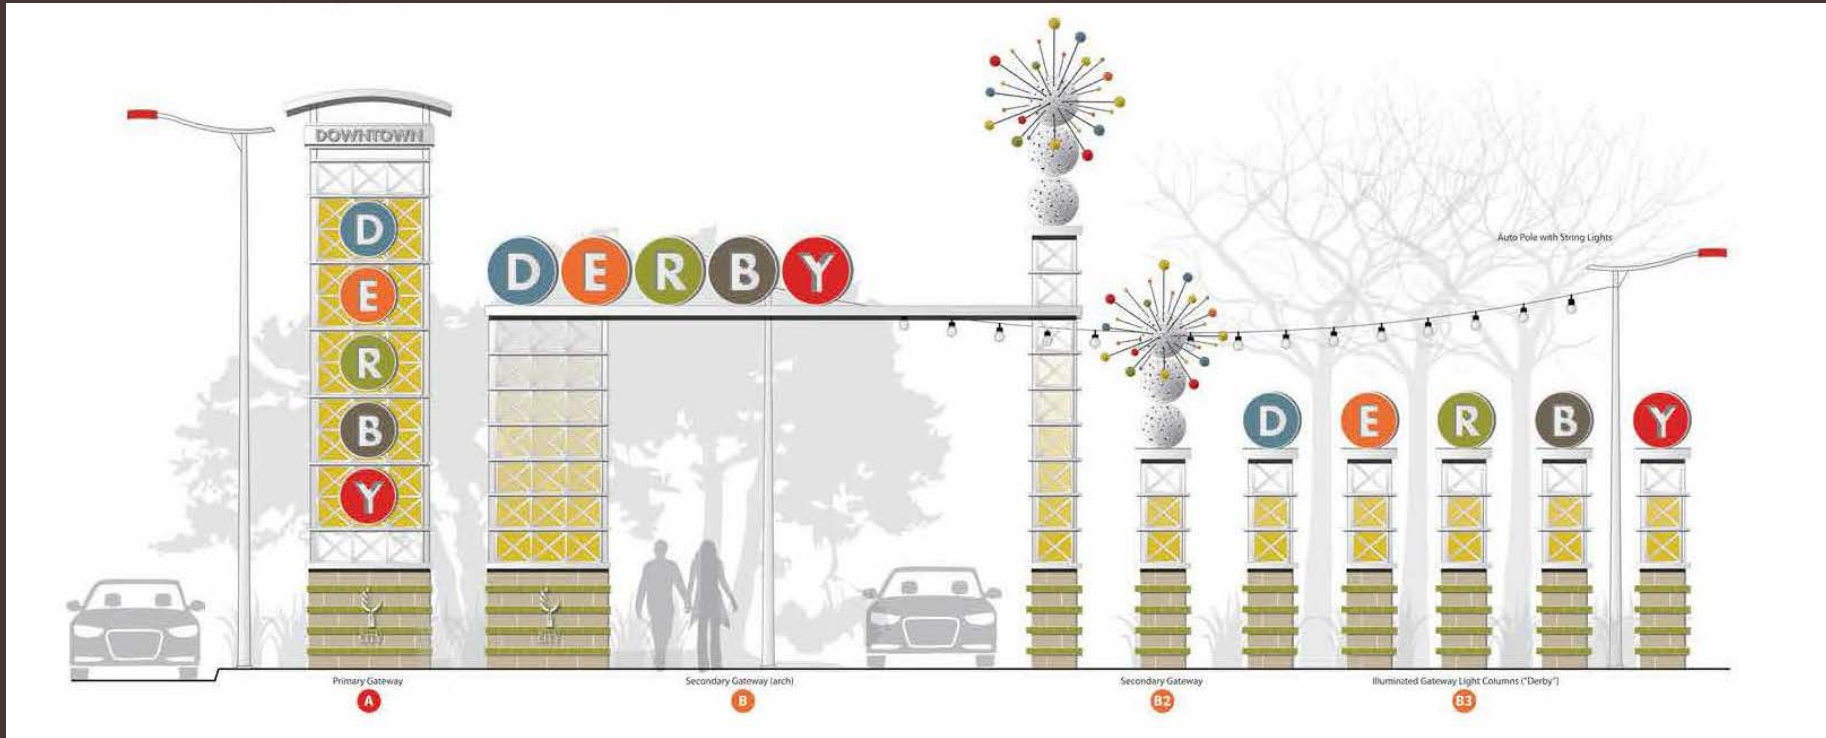 DOWNTOWN
D
E
R
B
Y
DERBY
Auto Pole with String Lights
D E R B Y
Primary Gateway
A
Secondary Gateway (arch)
B
Secondary Gateway
B2
Illuminated Gateway Light Columns ("Derby")
B3